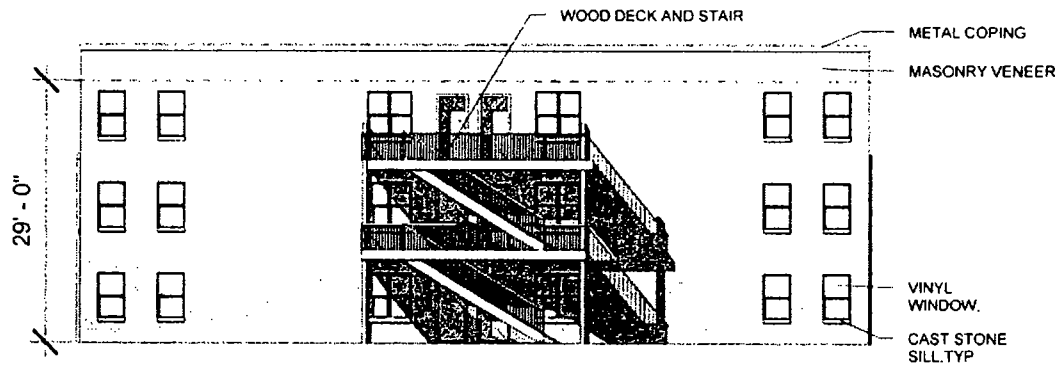 WOOD DECK AND STAIR
METAL COPING
MASONRY VENEER
29' - 0"
VINYL
WINDOW.
CAST STONE
SILL.TYP